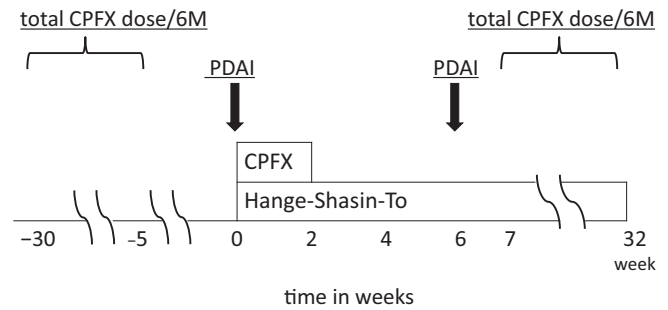 total CPFX dose/6M
total CPFX dose/6M
PDAI
PDAI
CPFX
Hange-Shasin-To
−30 -5 0 2 4 6 7 32
week
time in weeks